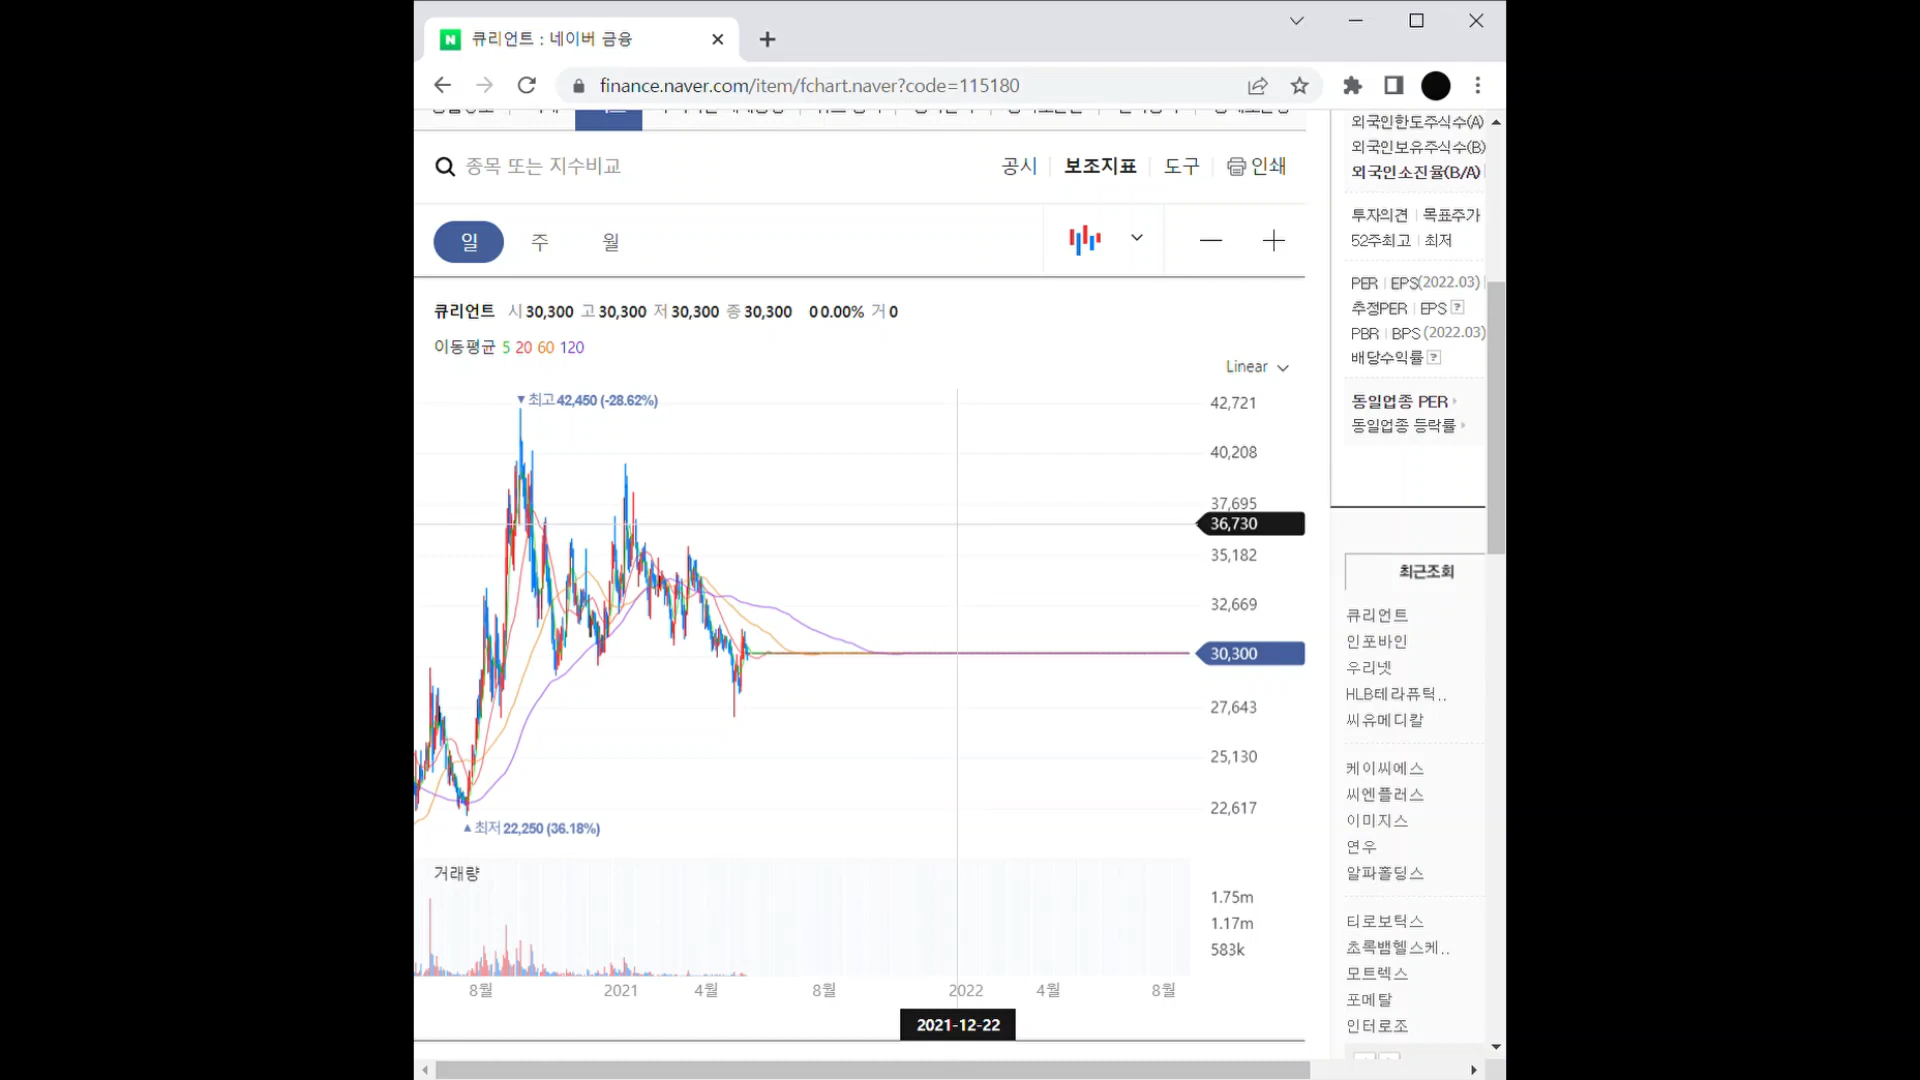 큐리언트 : 네이버 금융
finance.naver.com/item/fchart.naver?code=115180
종목 또는 지수비교
공시 보조지표 도구 인쇄
일 주 월
큐리언트 시 30,300 고 30,300 저 30,300 종 30,300 0 0.00% 거 0
이동평균 5 20 60 120
Linear
최고 42,450 (-28.62%)
42,721
40,208
37,695
36,730
35,182
32,669
30,300
27,643
25,130
22,617
최저 22,250 (36.18%)
거래량
1.75m
1.17m
583k
8월 2021 4월 8월 2022 4월 8월
2021-12-22
외국인한도주식수(A)
외국인보유주식수(B)
외국인소진율(B/A)
투자의견 | 목표주가
52주최고 | 최저
PER | EPS(2022.03)
추정PER | EPS ?
PBR | BPS (2022.03)
배당수익률 ?
동일업종 PER
동일업종 등락률
최근조회
큐리언트
인포바인
우리넷
HLB테라퓨틱..
씨유메디칼
케이씨에스
씨엔플러스
이미지스
연우
알파홀딩스
티로보틱스
초록뱀헬스케..
모트렉스
포메탈
인터로조